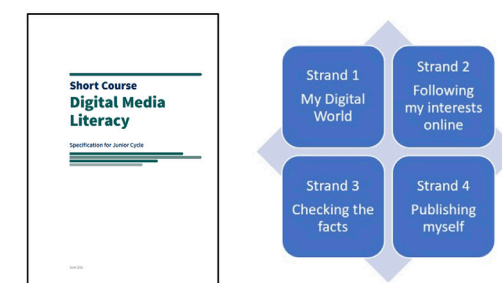 Short Course
Digital Media
Literacy
Specification for Junior Cycle
Strand 1
My Digital
World
Strand 2
Following
my interests
online
Strand 3
Checking the
facts
Strand 4
Publishing
myself